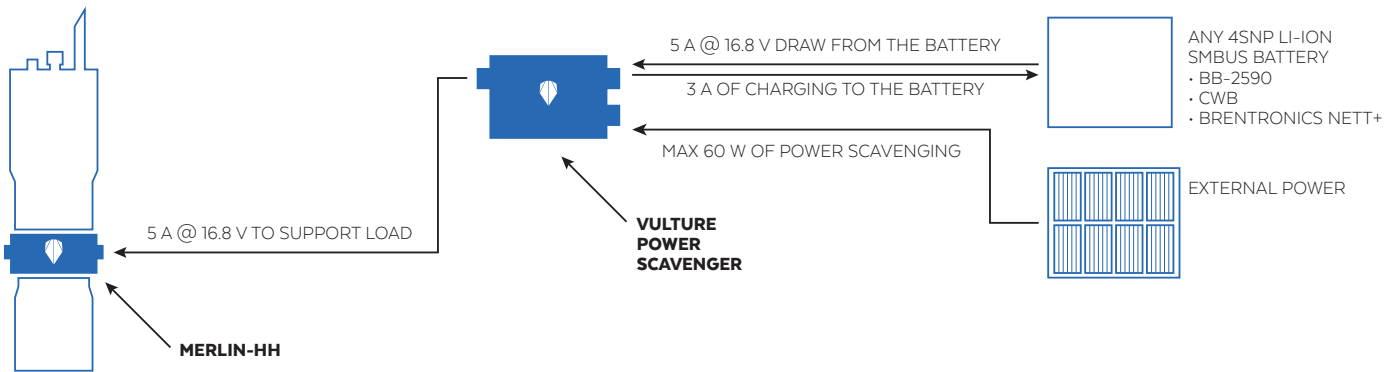 5 A @ 16.8 V DRAW FROM THE BATTERY
3 A OF CHARGING TO THE BATTERY
ANY 4SNP LI-ION
SMBUS BATTERY
• BB-2590
• CWB
• BRENTRONICS NETT+
MAX 60 W OF POWER SCAVENGING
EXTERNAL POWER
5 A @ 16.8 V TO SUPPORT LOAD
VULTURE
POWER
SCAVENGER
MERLIN-HH